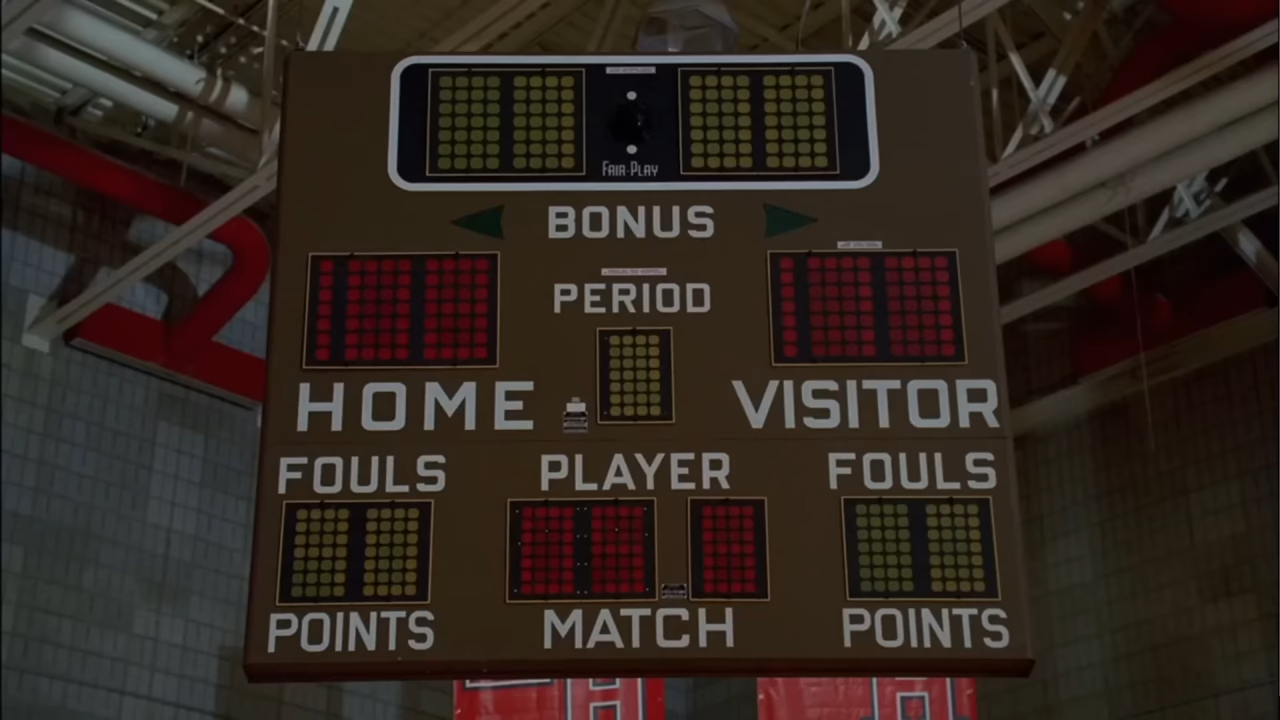 FAIR-PLAY
BONUS
PERIOD
HOME VISITOR
FOULS PLAYER FOULS
POINTS MATCH POINTS